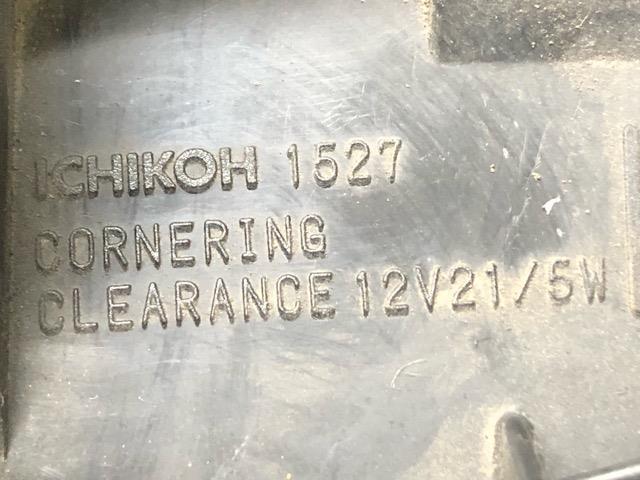 ICHIKOH 1527
CORNERING
CLEARANCE 12V21/5W